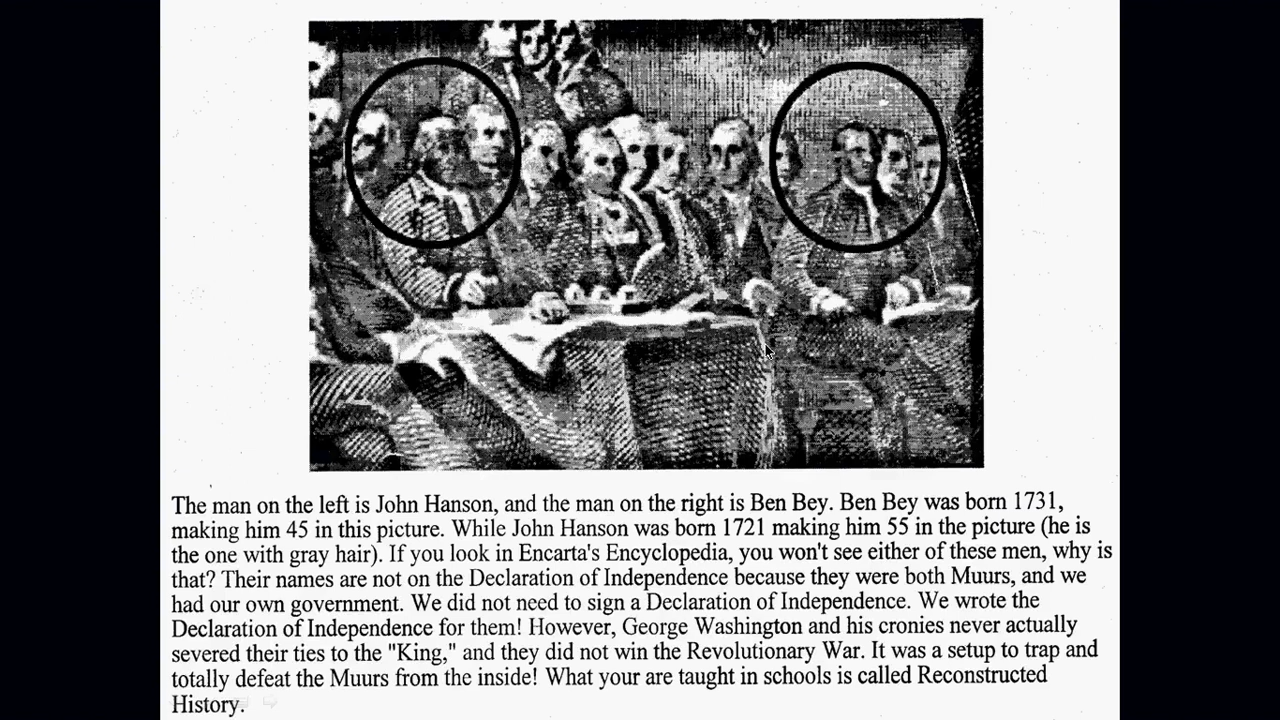 The man on the left is John Hanson, and the man on the right is Ben Bey. Ben Bey was born 1731,
making him 45 in this picture. While John Hanson was born 1721 making him 55 in the picture (he is
the one with gray hair). If you look in Encarta's Encyclopedia, you won't see either of these men, why is
that? Their names are not on the Declaration of Independence because they were both Muurs, and we
had our own government. We did not need to sign a Declaration of Independence. We wrote the
Declaration of Independence for them! However, George Washington and his cronies never actually
severed their ties to the "King," and they did not win the Revolutionary War. It was a setup to trap and
totally defeat the Muurs from the inside! What your are taught in schools is called Reconstructed
History.